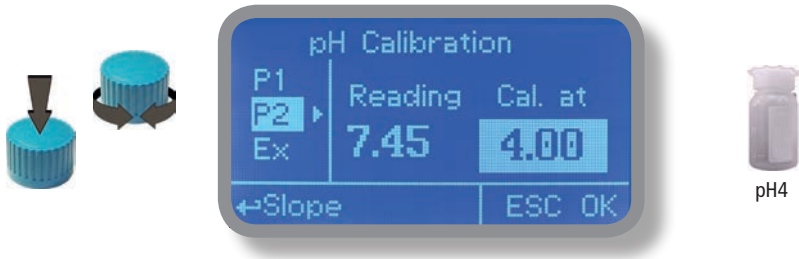 pH Calibration
P1
P2
Ex
Reading
Cal. at
7.45
4.00
↵Slope
ESC OK
pH4